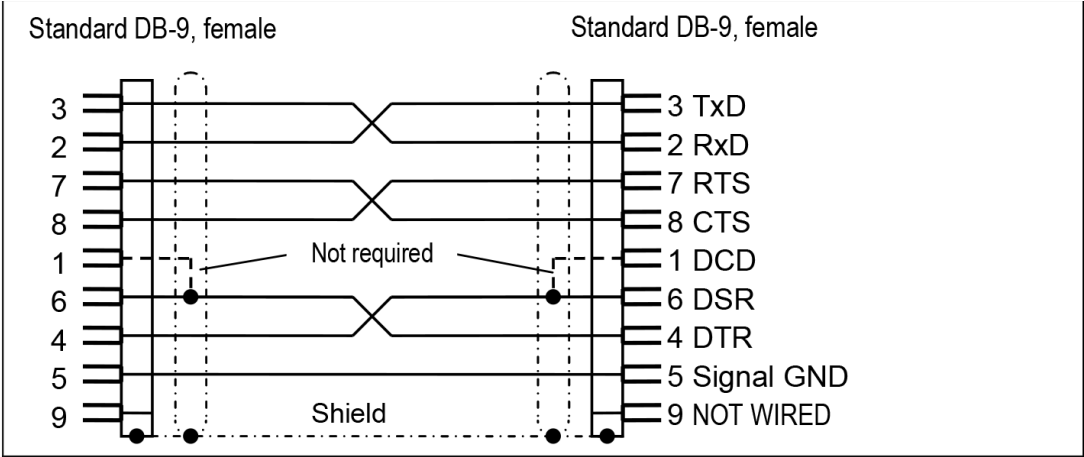 Standard DB-9, female
Standard DB-9, female
3
3 TxD
2
2 RxD
7
7 RTS
8
8 CTS
Not required
1
1 DCD
6
6 DSR
4
4 DTR
5
5 Signal GND
9
Shield
9 NOT WIRED